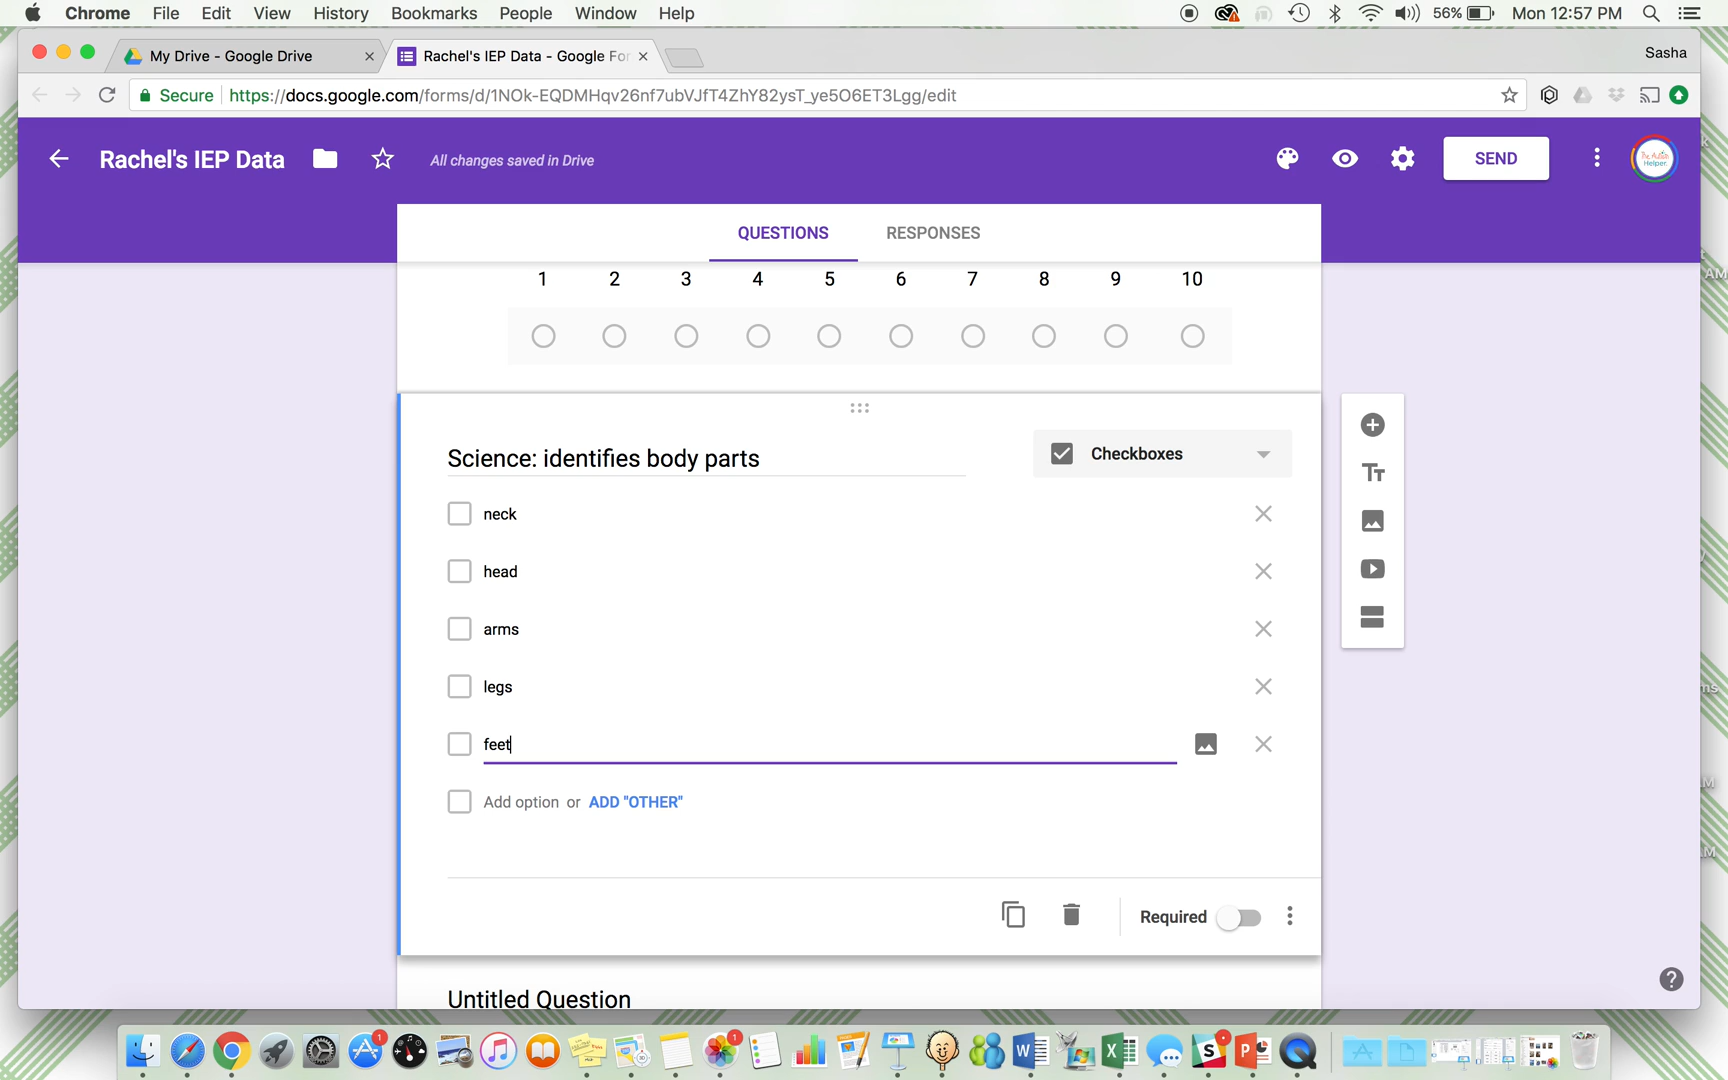 Chrome File Edit View History Bookmarks People Window Help 56% Mon 12:57 PM
My Drive - Google Drive Rachel's IEP Data - Google For Sasha
Secure https://docs.google.com/forms/d/1NOk-EQDMHqv26nf7ubVJfT4ZhY82ysT_ye5O6ET3Lgg/edit
Rachel's IEP Data All changes saved in Drive SEND
QUESTIONS RESPONSES
1 2 3 4 5 6 7 8 9 10
Science: identifies body parts Checkboxes
neck
head
arms
legs
feet
Add option or ADD "OTHER"
Required
Untitled Question